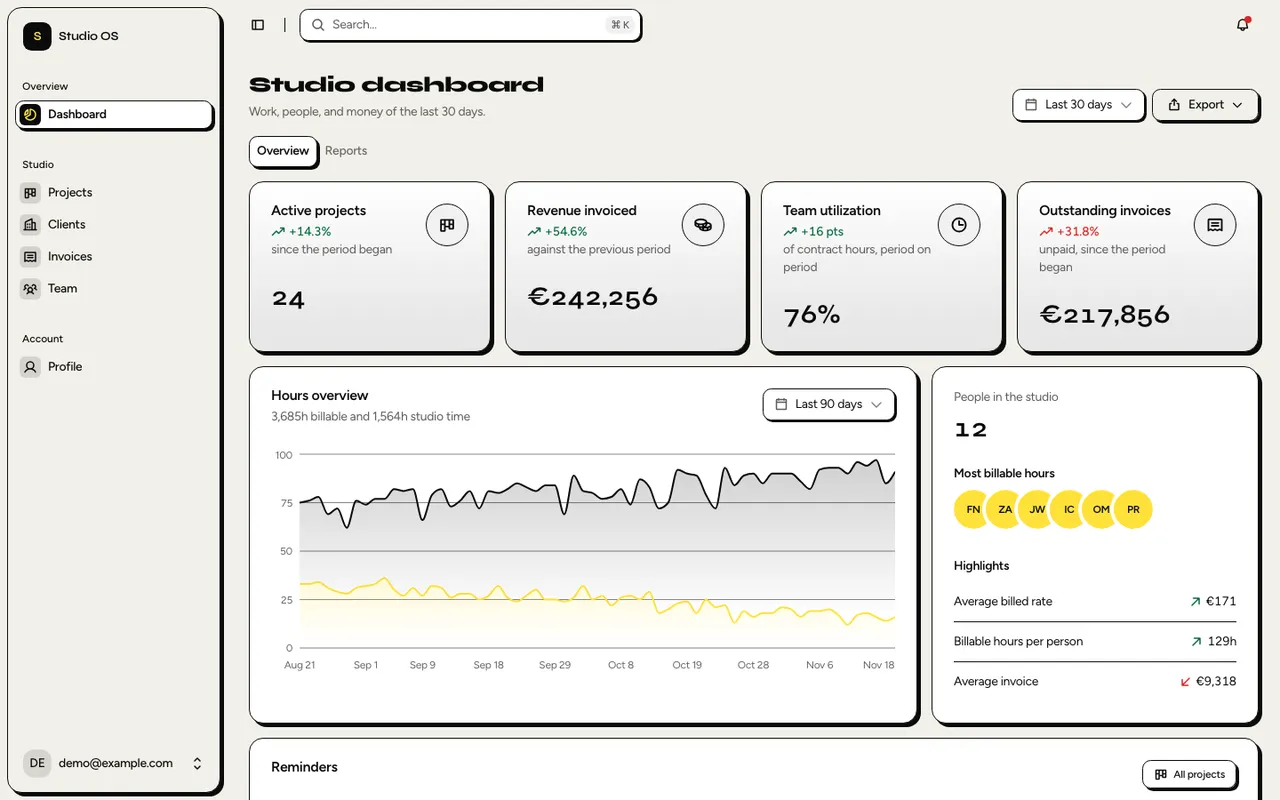 S Studio OS
Search...
⌘ K
Overview
Dashboard
Studio
Projects
Clients
Invoices
Team
Account
Profile
DE demo@example.com
Studio dashboard
Work, people, and money of the last 30 days.
Last 30 days
Export
Overview Reports
Active projects
+14.3%
since the period began
24
Revenue invoiced
+54.6%
against the previous period
€242,256
Team utilization
+16 pts
of contract hours, period on
period
76%
Outstanding invoices
+31.8%
unpaid, since the period
began
€217,856
Hours overview
3,685h billable and 1,564h studio time
Last 90 days
100
75
50
25
0
Aug 21 Sep 1 Sep 9 Sep 18 Sep 29 Oct 8 Oct 19 Oct 28 Nov 6 Nov 18
People in the studio
12
Most billable hours
FN ZA JW IC OM PR
Highlights
Average billed rate €171
Billable hours per person 129h
Average invoice €9,318
Reminders
All projects